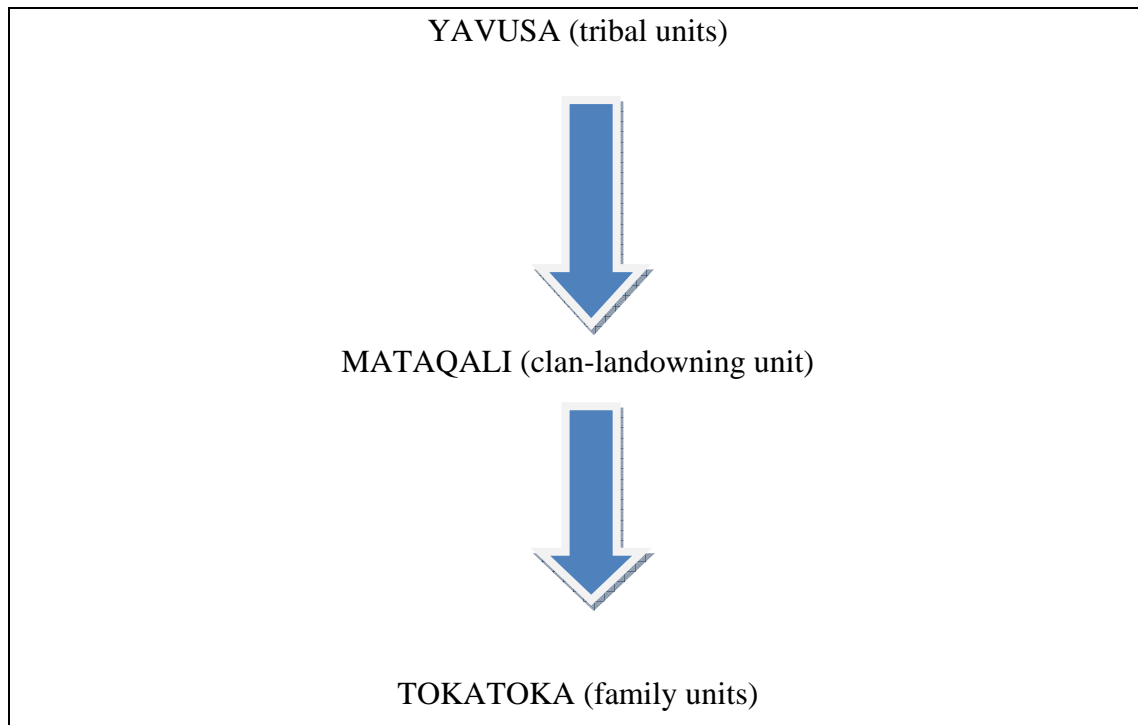 YAVUSA (tribal units)
MATAQALI (clan-landowning unit)
TOKATOKA (family units)